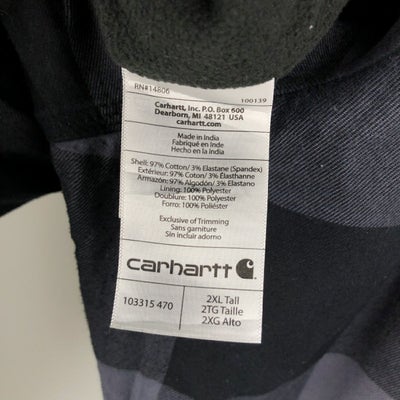 RN#14806
100139
Carhartt, Inc. P.O. Box 600
Dearborn, MI 48121 USA
carhartt.com
Made in India
Fabriqué en Inde
Hecho en la India
Shell: 97% Cotton/ 3% Elastane (Spandex)
Extérieur: 97% Coton/ 3% Élasthanne
Armazón: 97% Algodón/ 3% Elastano
Lining: 100% Polyester
Doublure: 100% Polyester
Forro: 100% Poliéster
Exclusive of Trimming
Sans garniture
Sin incluir adorno
carhartt
103315 470
2XL Tall
2TG Taille
2XG Alto